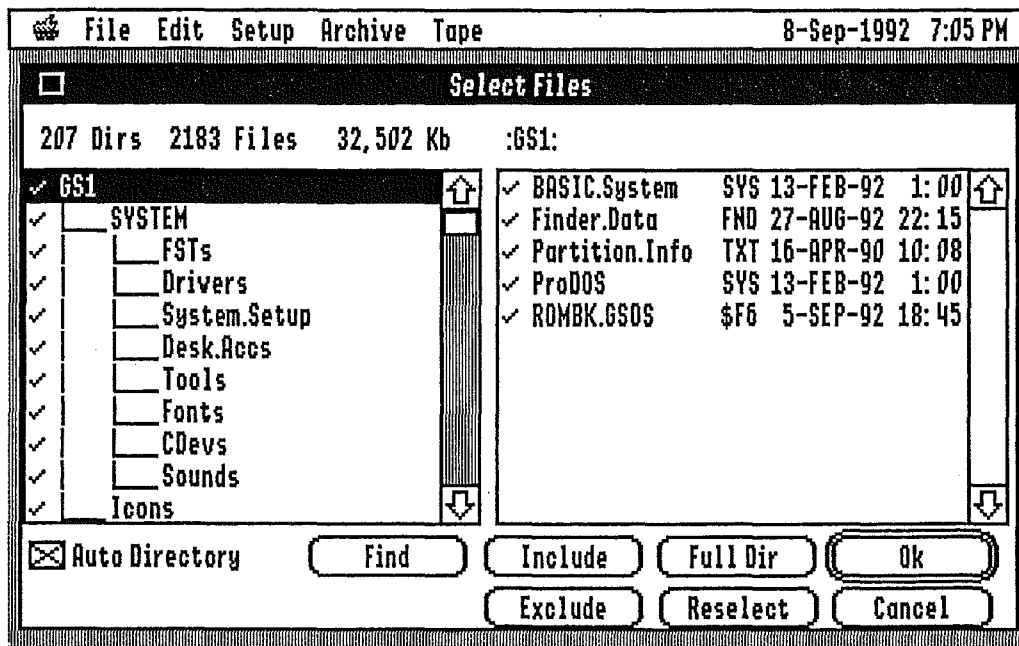 File Edit Setup Archive Tape 8-Sep-1992 7:05 PM
Select Files
207 Dirs 2183 Files 32,502 Kb :GS1:
GS1
SYSTEM
FSTs
Drivers
System.Setup
Desk.Accs
Tools
Fonts
CDevs
Sounds
Icons
BASIC.System SYS 13-FEB-92 1:00
Finder.Data FND 27-AUG-92 22:15
Partition.Info TXT 16-APR-90 10:08
ProDOS SYS 13-FEB-92 1:00
ROMBK.GSOS $F6 5-SEP-92 18:45
Auto Directory Find Include Full Dir Ok
Exclude Reselect Cancel